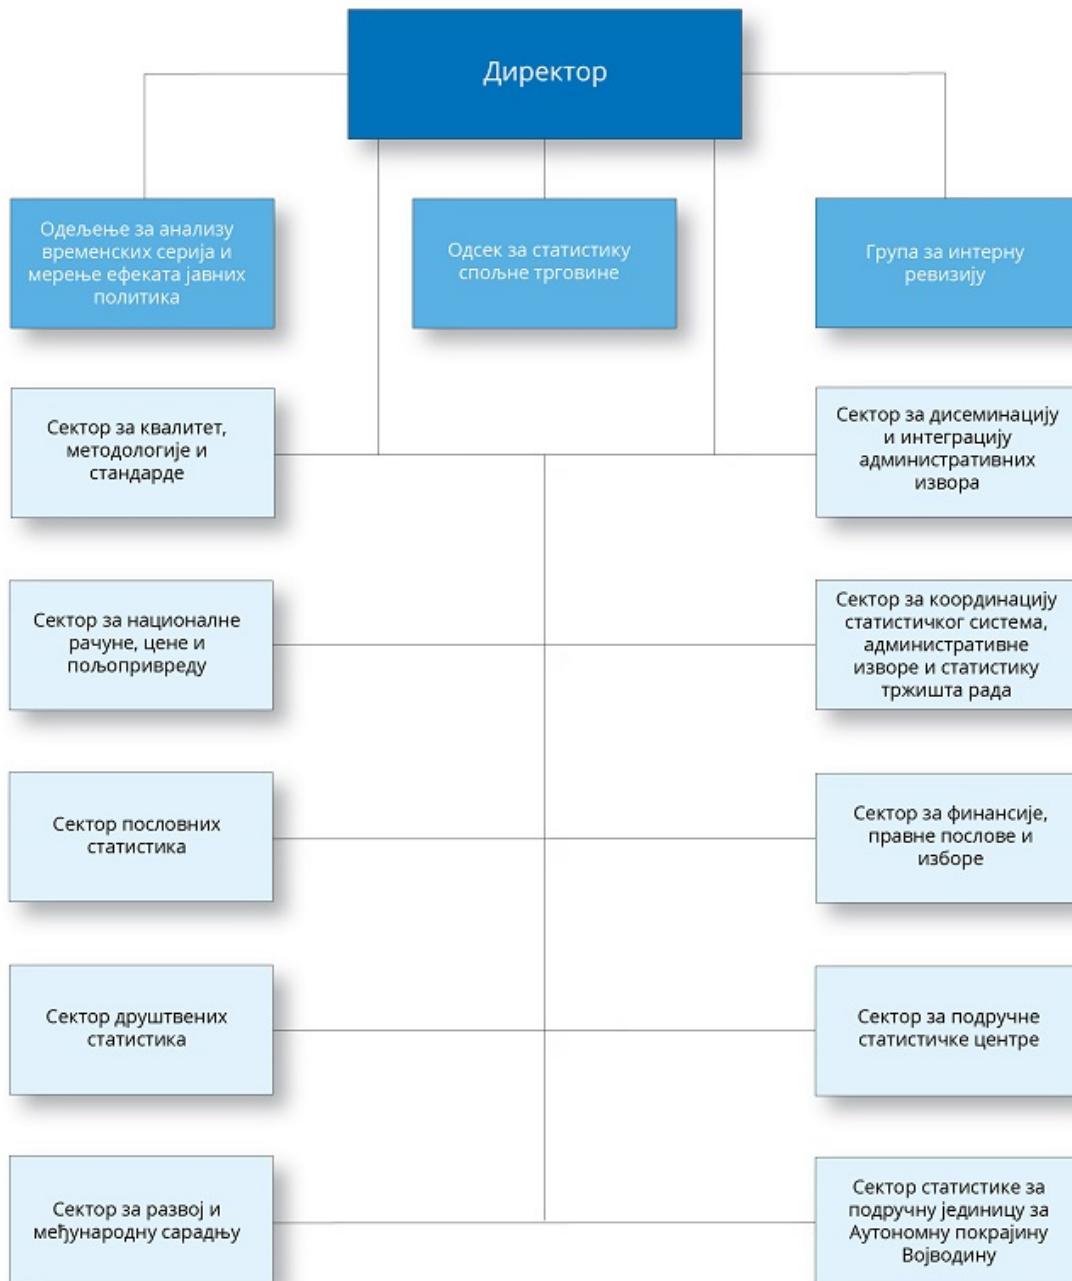 Директор
Одељење за анализу
временских серија и
мерење ефеката јавних
политика
Одсек за статистику
спољне трговине
Група за интерну
ревизију
Сектор за квалитет,
методологије и
стандарде
Сектор за дисеминацију
и интеграцију
административних
извора
Сектор за националне
рачуне, цене и
пољопривреду
Сектор за координацију
статистичког система,
административне
изворе и статистику
тржишта рада
Сектор пословних
статистика
Сектор за финансије,
правне послове и
изборе
Сектор друштвених
статистика
Сектор за подручне
статистичке центре
Сектор за развој и
међународну сарадњу
Сектор статистике за
подручну јединицу за
Аутономну покрајину
Војводину